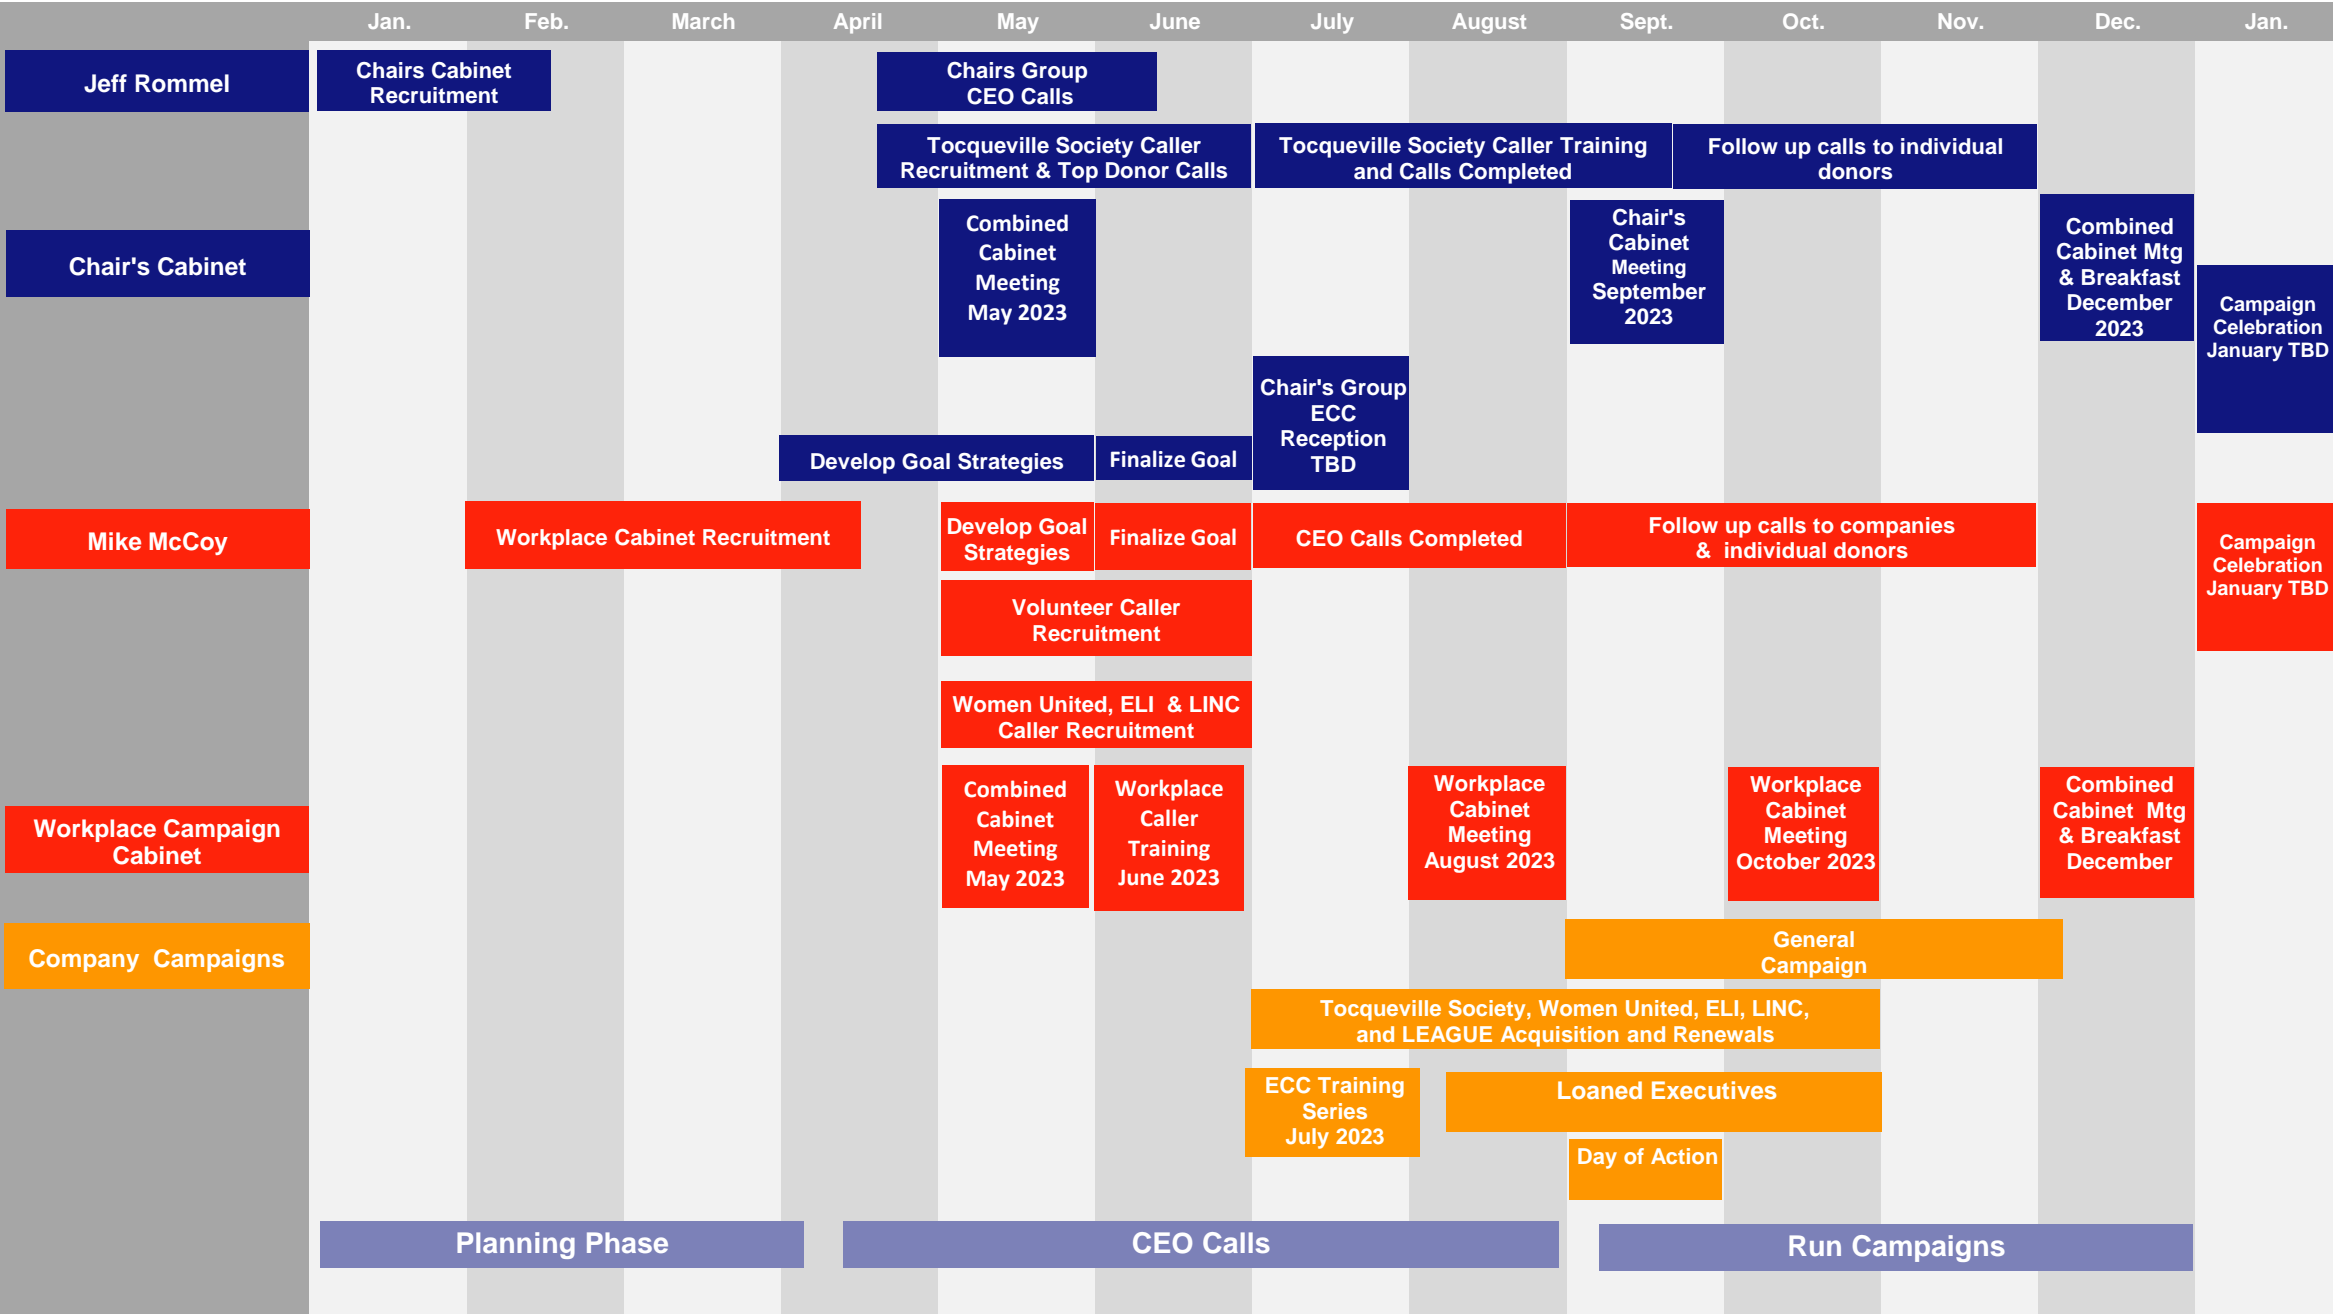 Jan.
Feb.
March
April
May
June
July
August
Sept.
Oct.
Nov.
Dec.
Jan.
Jeff Rommel
Chairs Cabinet
Recruitment
Chairs Group
CEO Calls
Tocqueville Society Caller
Recruitment & Top Donor Calls
Tocqueville Society Caller Training
and Calls Completed
Follow up calls to individual
donors
Chair's Cabinet
Combined
Cabinet
Meeting
May 2023
Chair's
Cabinet
Meeting
September
2023
Combined
Cabinet Mtg
& Breakfast
December
2023
Campaign
Celebration
January TBD
Chair's Group
ECC
Reception
TBD
Develop Goal Strategies
Finalize Goal
Mike McCoy
Workplace Cabinet Recruitment
Develop Goal
Strategies
Finalize Goal
CEO Calls Completed
Follow up calls to companies
& individual donors
Campaign
Celebration
January TBD
Volunteer Caller
Recruitment
Women United, ELI & LINC
Caller Recruitment
Workplace Campaign
Cabinet
Combined
Cabinet
Meeting
May 2023
Workplace
Caller
Training
June 2023
Workplace
Cabinet
Meeting
August 2023
Workplace
Cabinet
Meeting
October 2023
Combined
Cabinet Mtg
& Breakfast
December
Company Campaigns
General
Campaign
Tocqueville Society, Women United, ELI, LINC,
and LEAGUE Acquisition and Renewals
ECC Training
Series
July 2023
Loaned Executives
Day of Action
Planning Phase
CEO Calls
Run Campaigns